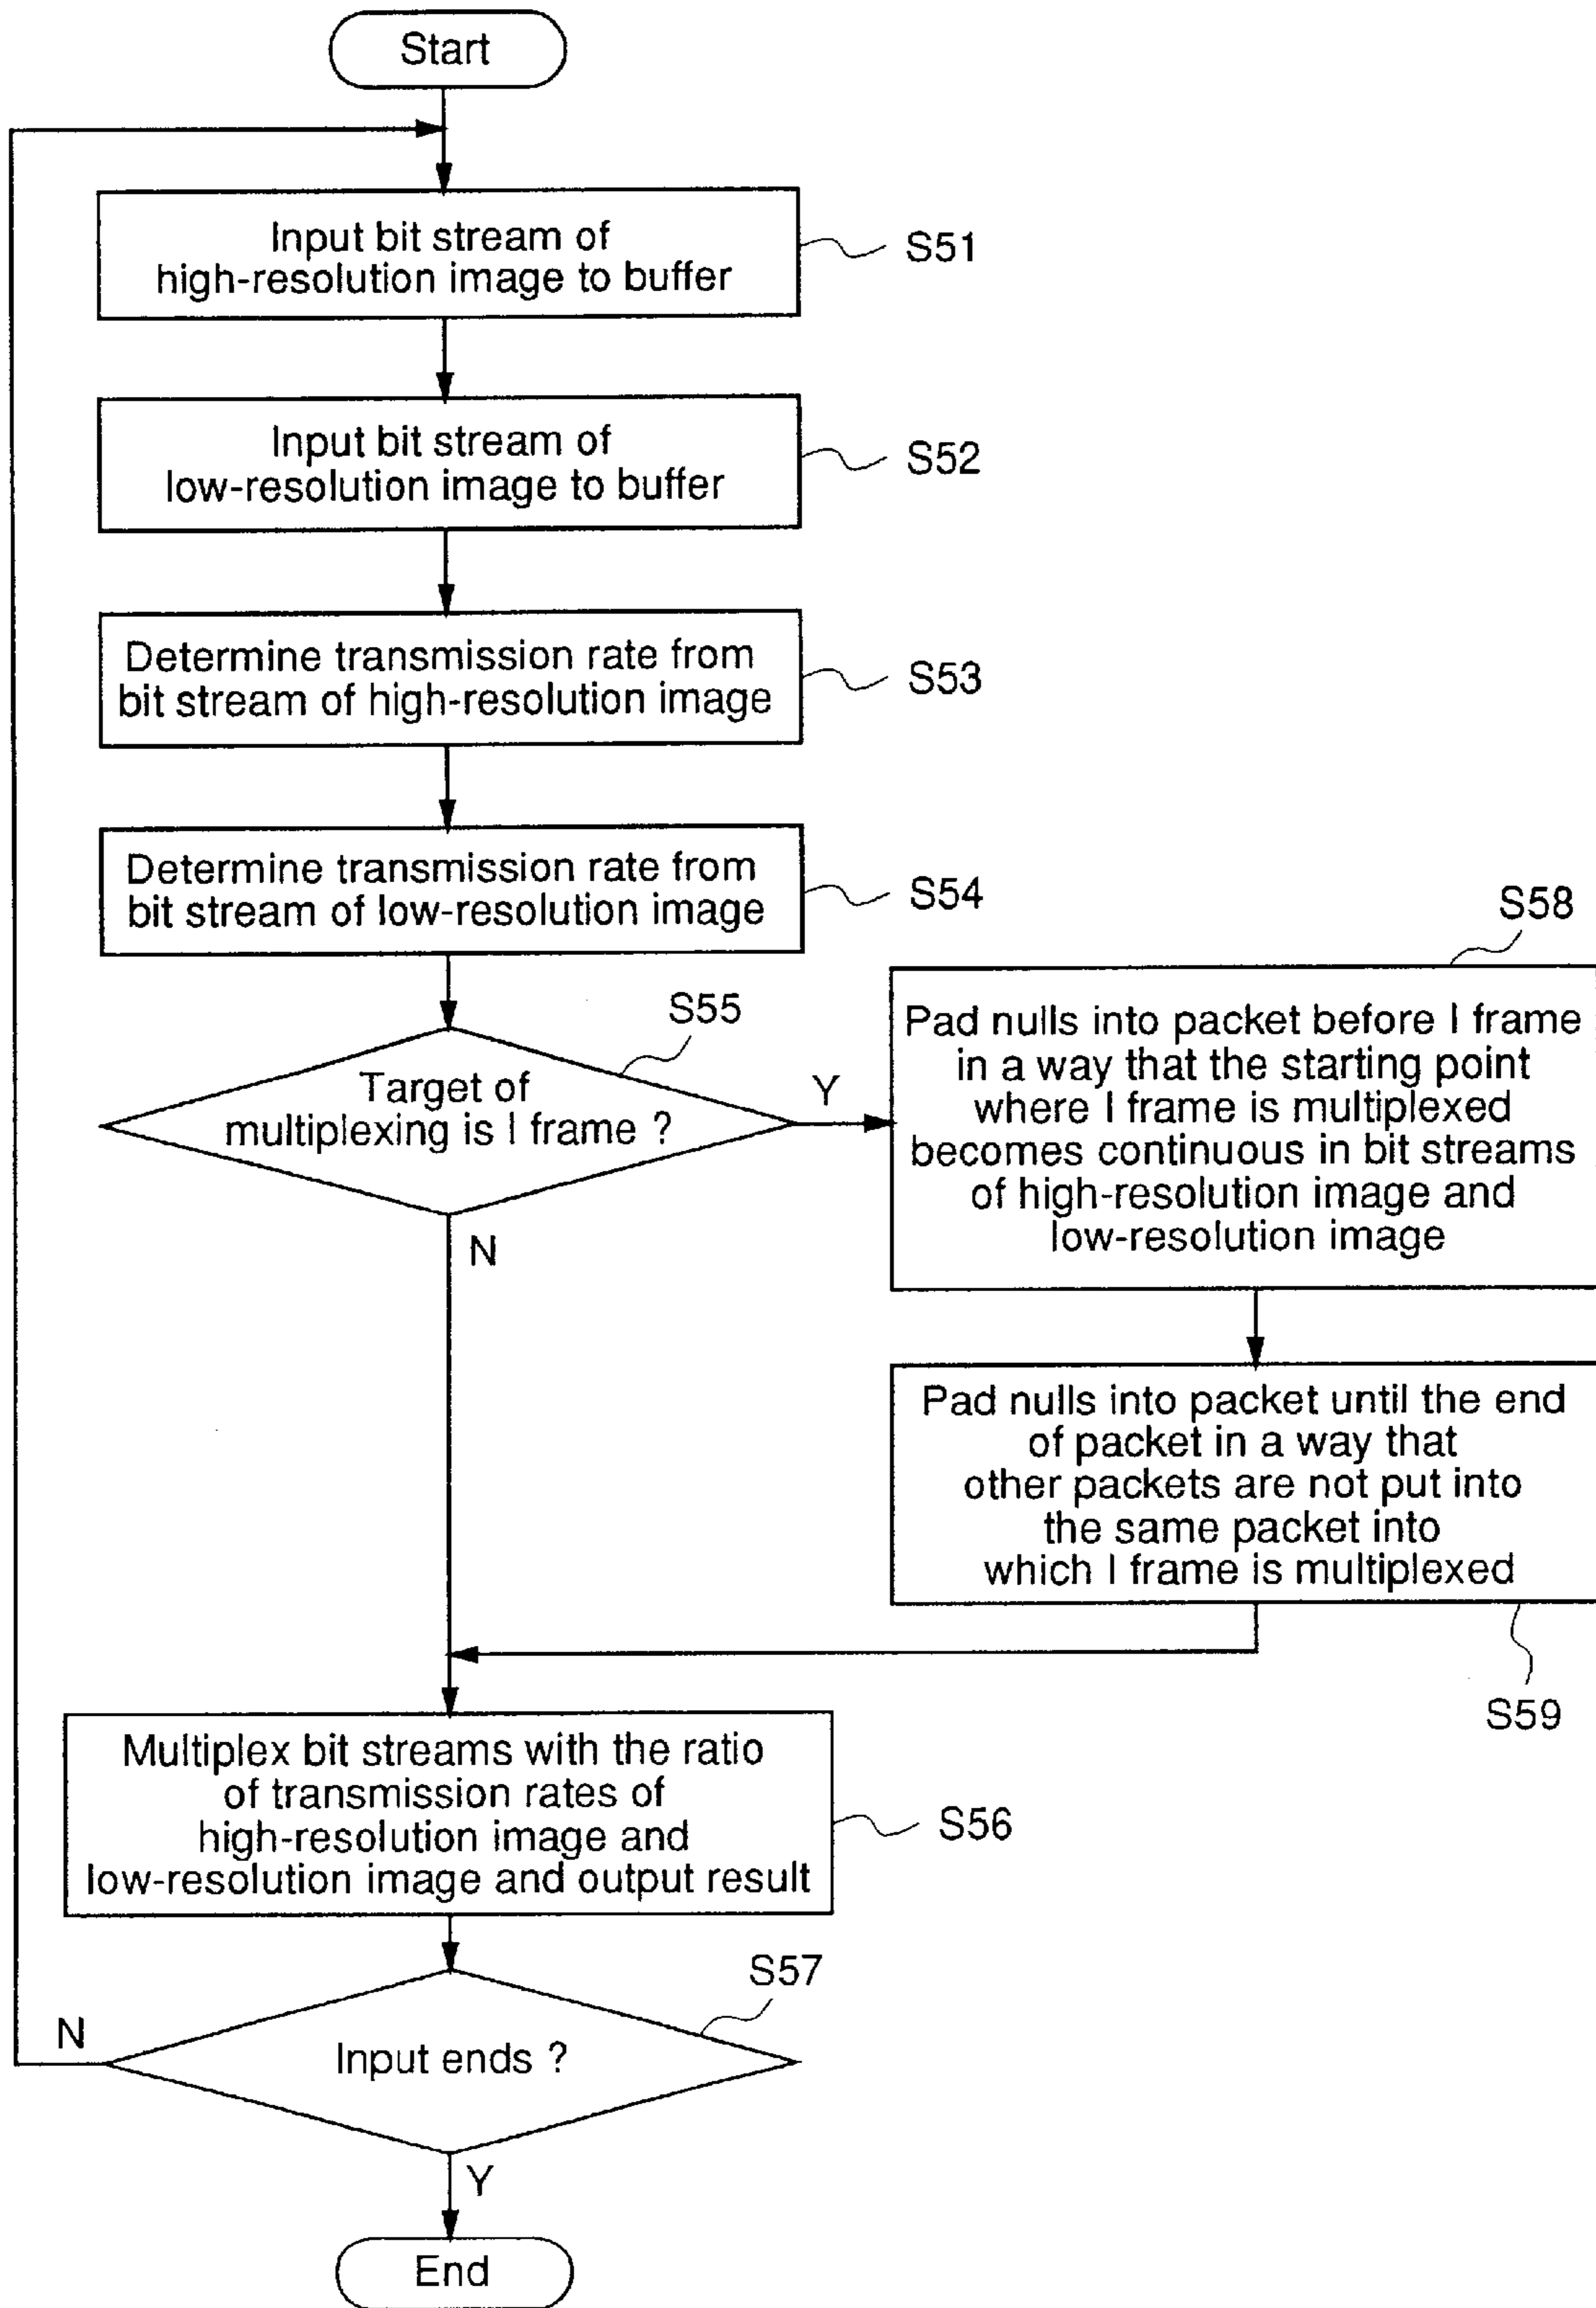 Start
Input bit stream of
high-resolution image to buffer
S51
Input bit stream of
low-resolution image to buffer
S52
Determine transmission rate from
bit stream of high-resolution image
S53
Determine transmission rate from
bit stream of low-resolution image
S54
S55
Target of
multiplexing is I frame ?
Y
N
S58
Pad nulls into packet before I frame
in a way that the starting point
where I frame is multiplexed
becomes continuous in bit streams
of high-resolution image and
low-resolution image
Pad nulls into packet until the end
of packet in a way that
other packets are not put into
the same packet into
which I frame is multiplexed
S59
Multiplex bit streams with the ratio
of transmission rates of
high-resolution image and
low-resolution image and output result
S56
S57
Input ends ?
N
Y
End